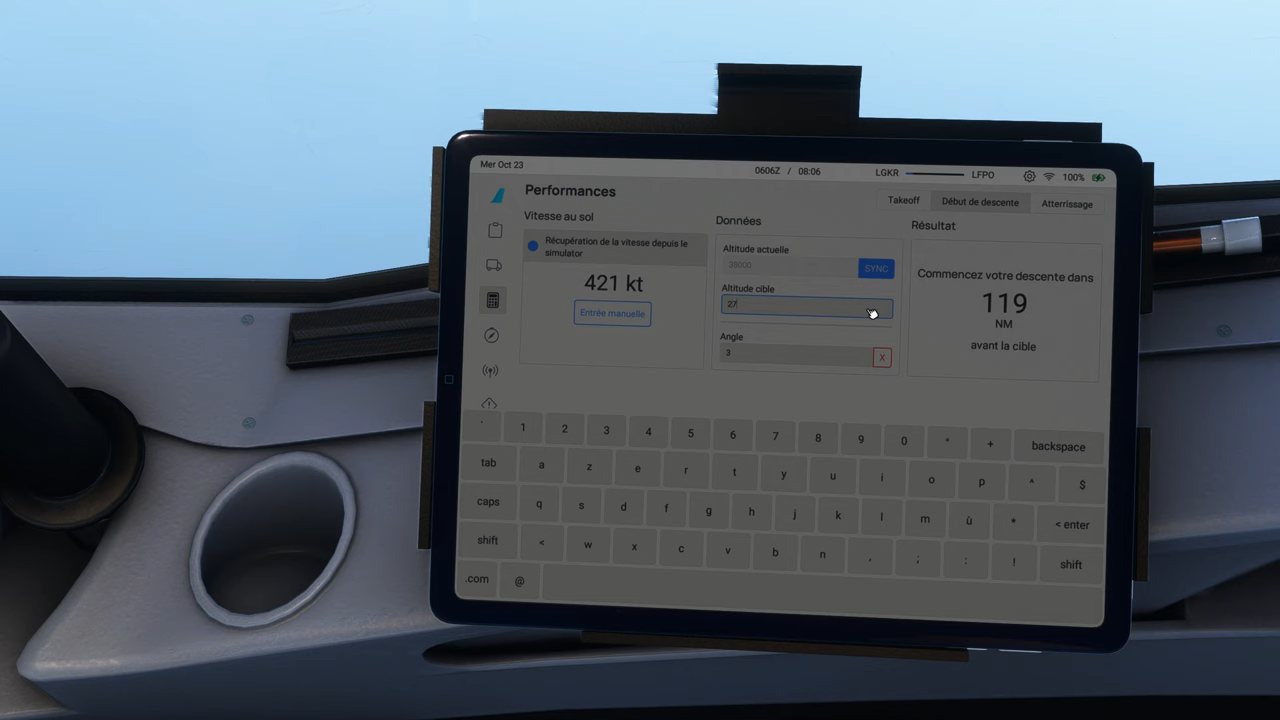 Mer Oct 23
0606Z / 08:06
LGKR LFPO
100%
Performances
Takeoff Début de descente Atterrissage
Vitesse au sol
Récupération de la vitesse depuis le
simulator
421 kt
Entrée manuelle
Données
Altitude actuelle
38000 SYNC
Altitude cible
27
Angle
3 X
Résultat
Commencez votre descente dans
119
NM
avant la cible
` 1 2 3 4 5 6 7 8 9 0 ° + backspace
tab a z e r t y u i o p ^ $
caps q s d f g h j k l m ù * < enter
shift < w x c v b n , ; : ! shift
.com @